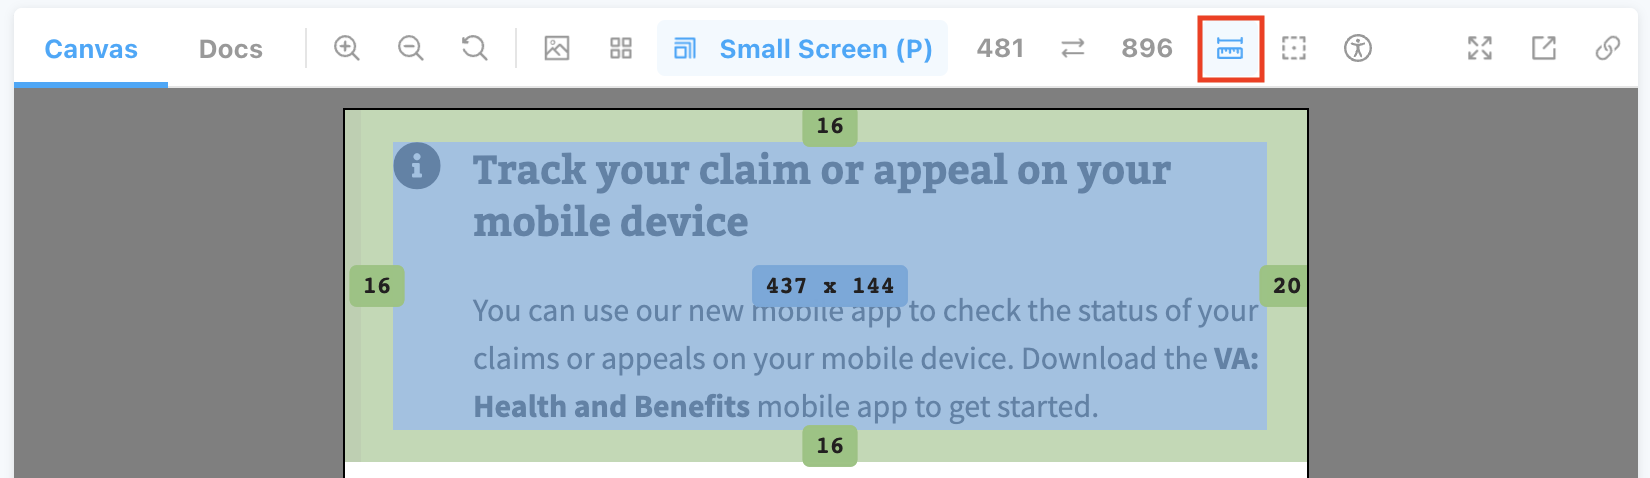 Canvas Docs Small Screen (P) 481 896
16
Track your claim or appeal on your
mobile device
16 437 x 144 20
You can use our new mobile app to check the status of your
claims or appeals on your mobile device. Download the VA:
Health and Benefits mobile app to get started.
16